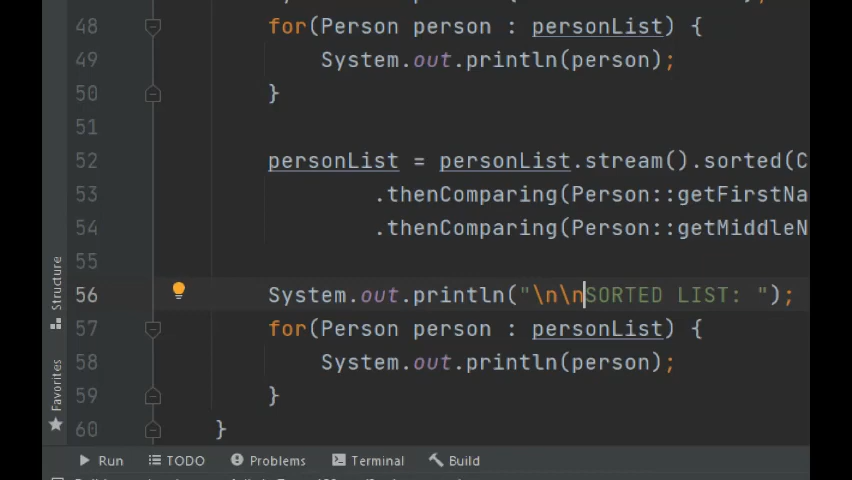 48 for(Person person : personList) {
49 System.out.println(person);
50 }
51
52 personList = personList.stream().sorted(C
53 .thenComparing(Person::getFirstNa
54 .thenComparing(Person::getMiddleN
55
56 System.out.println("\n\nSORTED LIST: ");
57 for(Person person : personList) {
58 System.out.println(person);
59 }
60 }
Structure
Favorites
Run TODO Problems Terminal Build